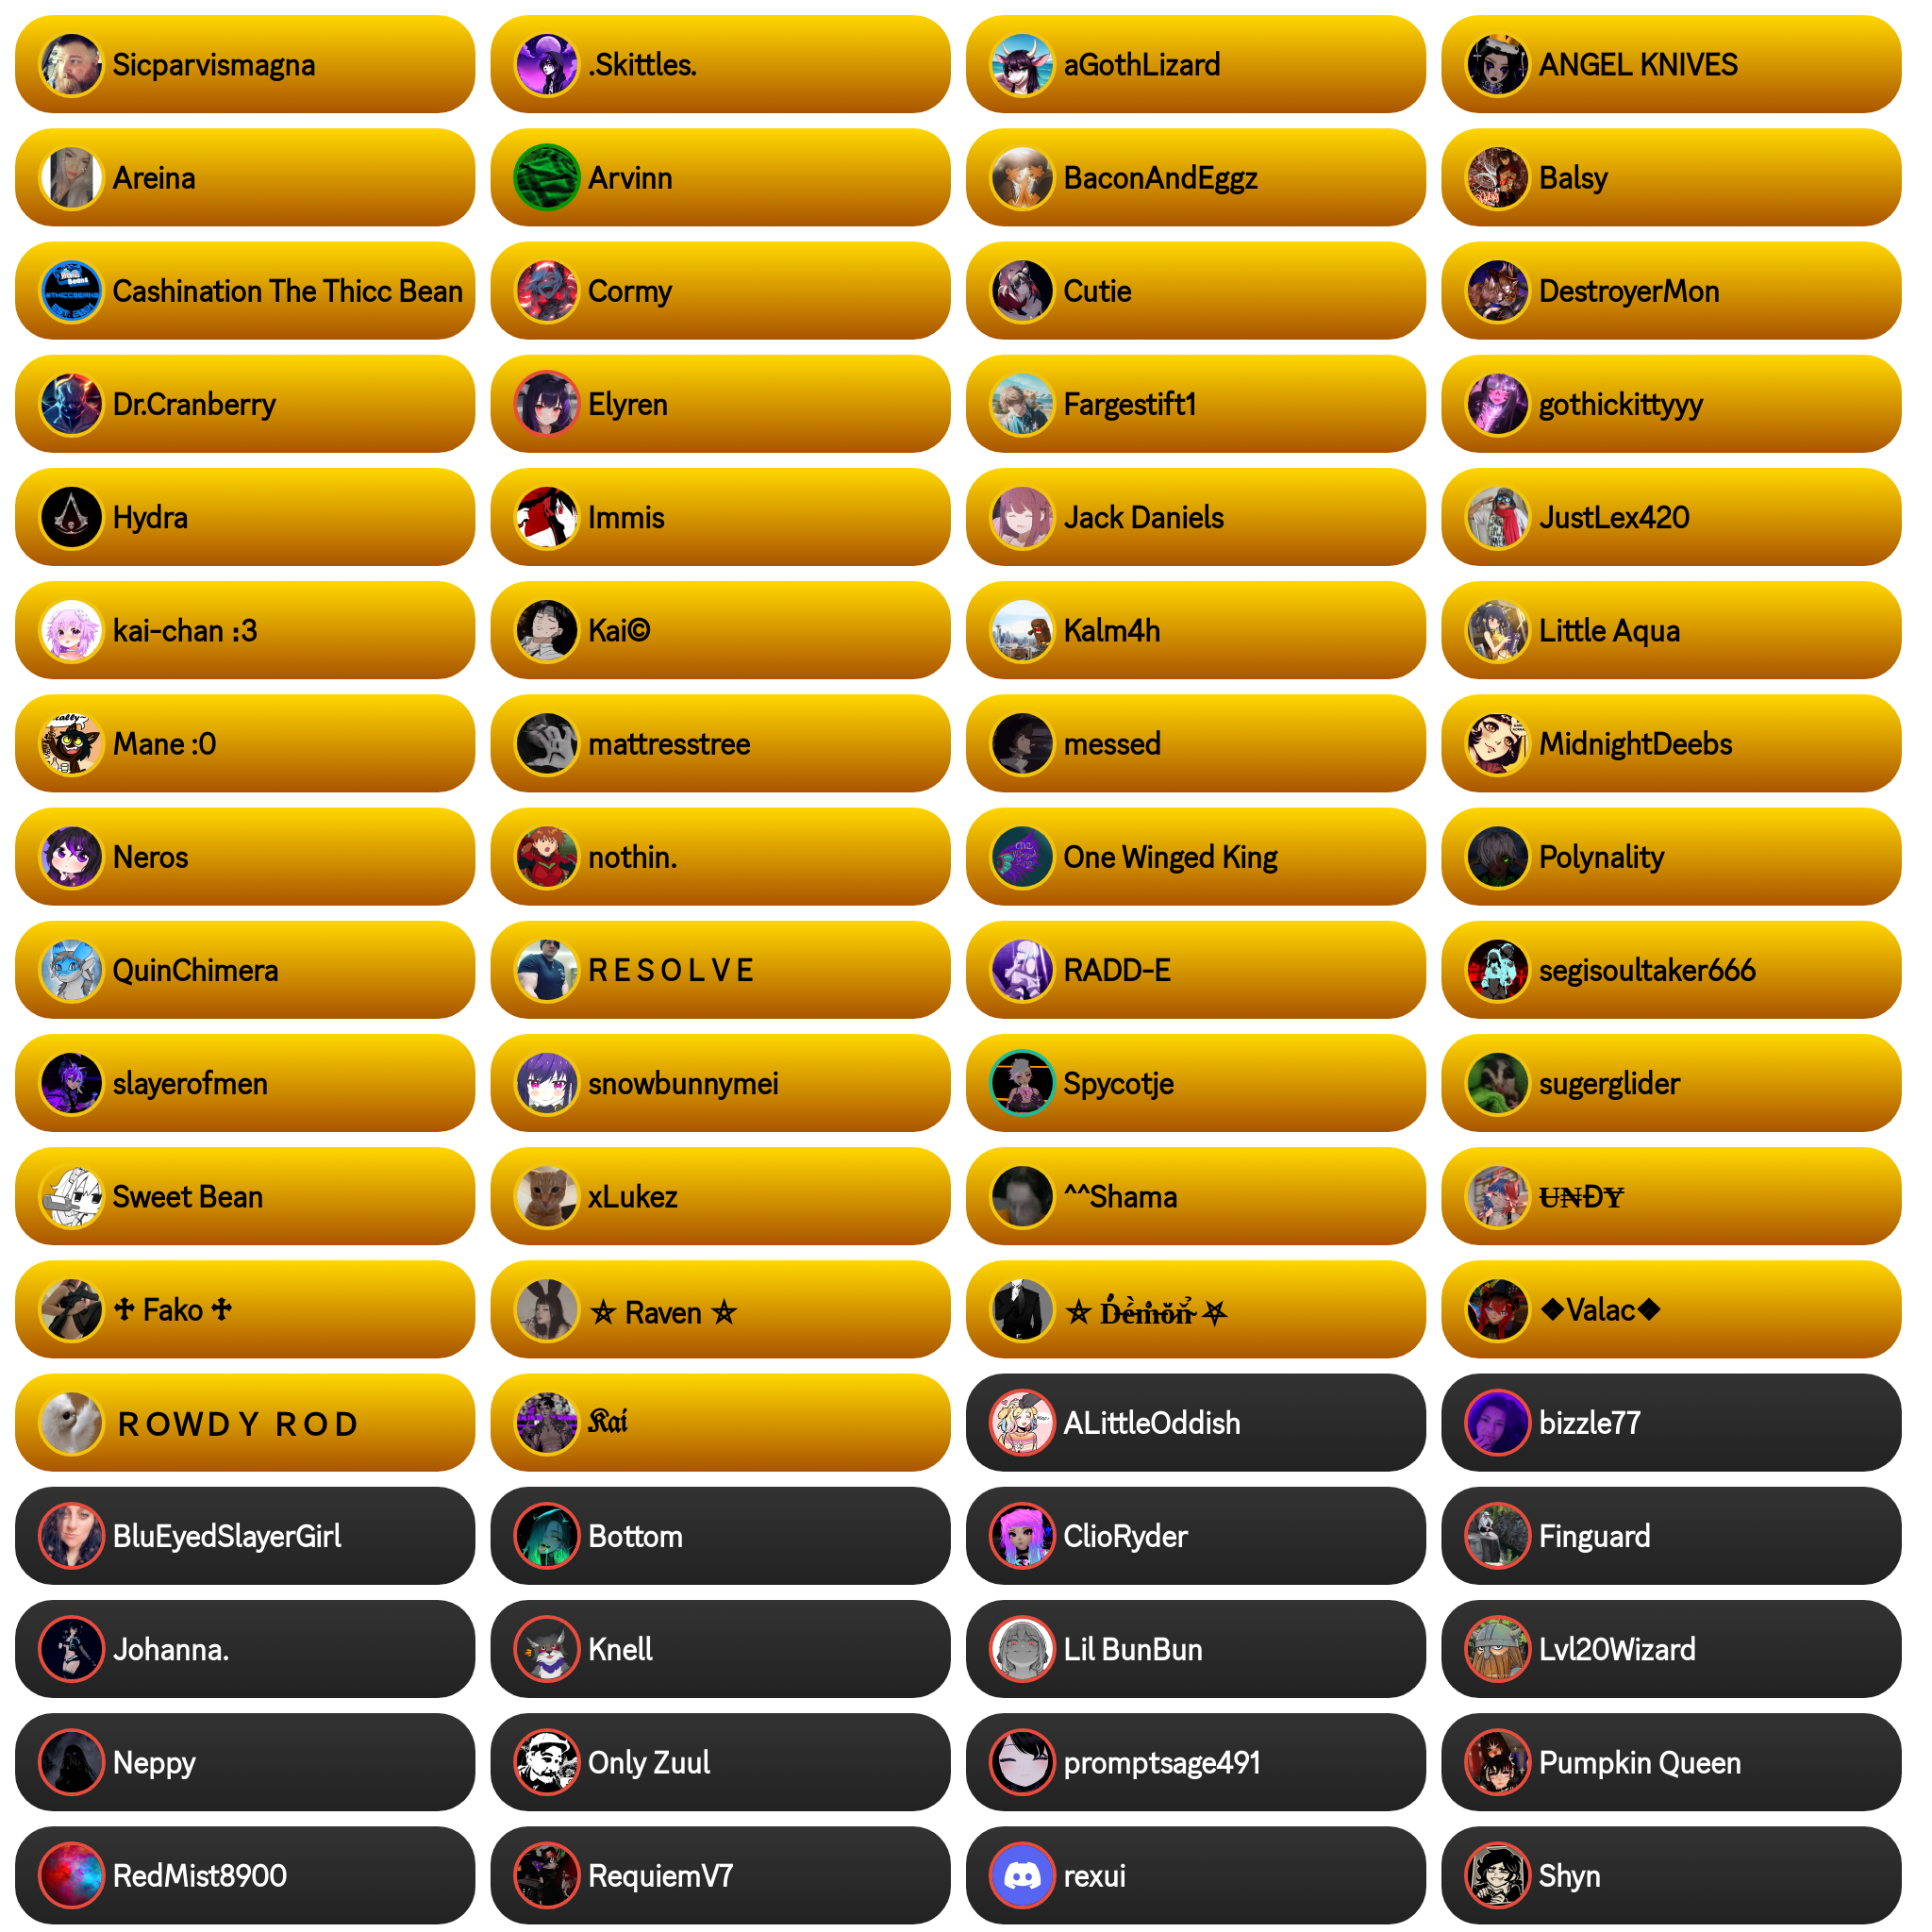 Sicparvismagna
.Skittles.
aGothLizard
ANGEL KNIVES
Areina
Arvinn
BaconAndEggz
Balsy
Cashination The Thicc Bean
Cormy
Cutie
DestroyerMon
Dr.Cranberry
Elyren
Fargestift1
gothickittyyy
Hydra
Immis
Jack Daniels
JustLex420
kai-chan :3
Kai©
Kalm4h
Little Aqua
Mane :0
mattresstree
messed
MidnightDeebs
Neros
nothin.
One Winged King
Polynality
QuinChimera
R E S O L V E
RADD-E
segisoultaker666
slayerofmen
snowbunnymei
Spycotje
sugerglider
Sweet Bean
xLukez
^^Shama
U̶N̶Đ̶Y̶
♱ Fako ♱
⛤ Raven ⛤
⛤ D̴̛ė̴̀m̴̊ö̴́ñ̴̉ ⛧
◆Valac◆
ＲＯＷＤＹ ＲＯＤ
𝕶𝖆𝖎
ALittleOddish
bizzle77
BluEyedSlayerGirl
Bottom
ClioRyder
Finguard
Johanna.
Knell
Lil BunBun
Lvl20Wizard
Neppy
Only Zuul
promptsage491
Pumpkin Queen
RedMist8900
RequiemV7
rexui
Shyn